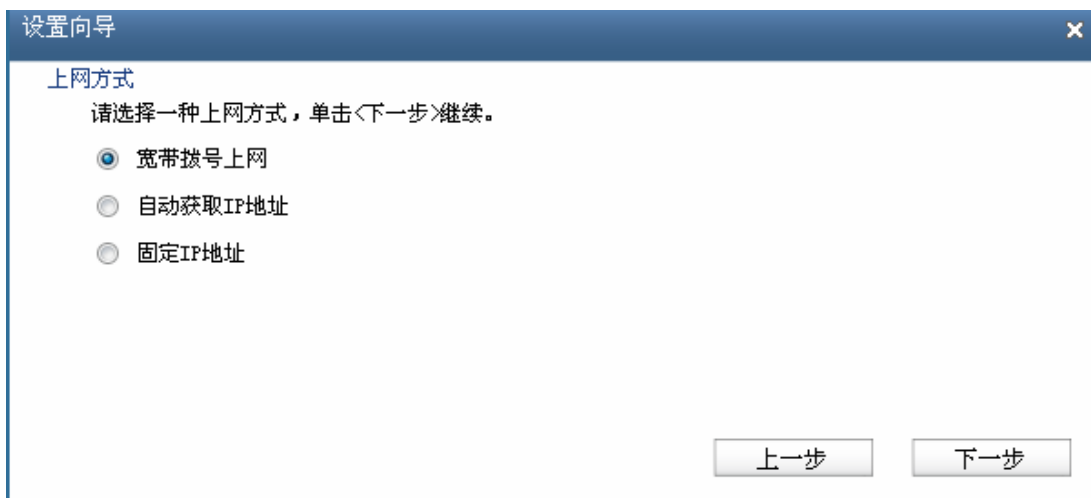 设置向导
上网方式
请选择一种上网方式，单击<下一步>继续。
宽带拨号上网
自动获取IP地址
固定IP地址
上一步 下一步